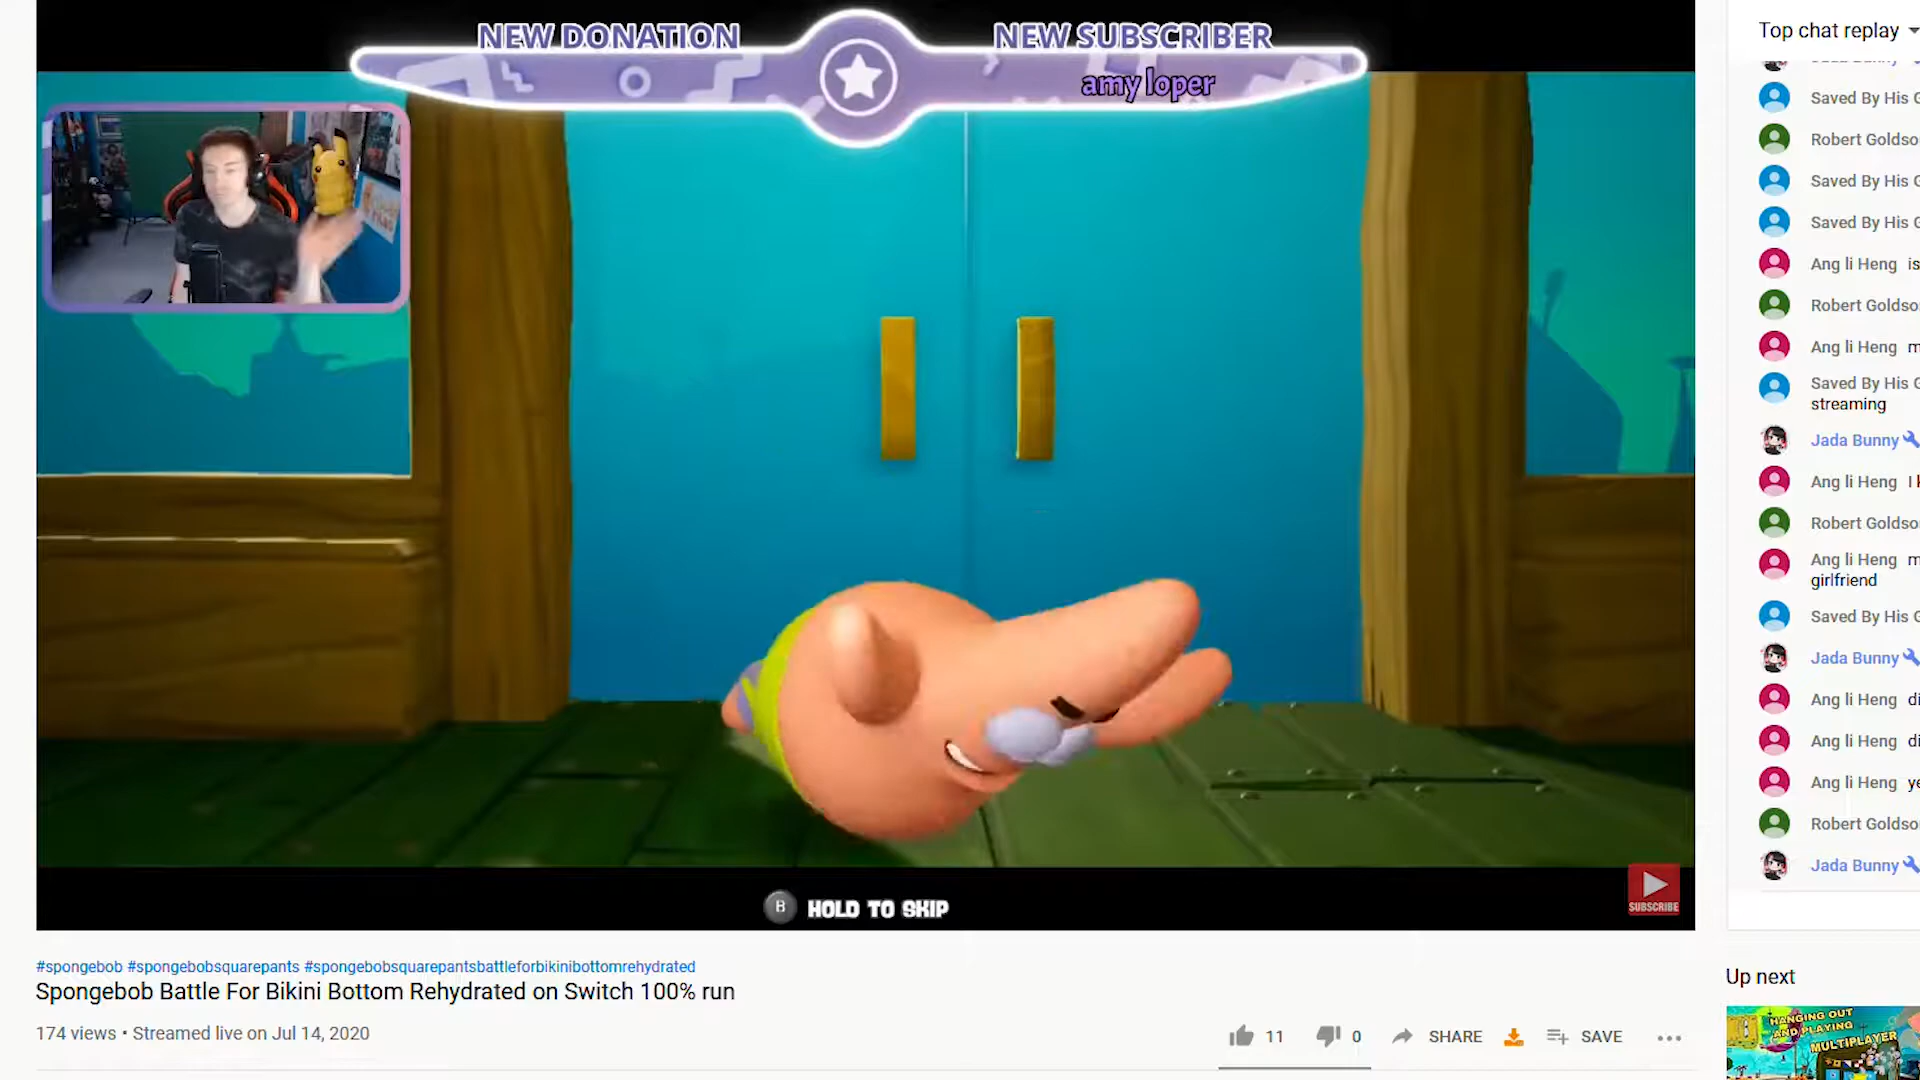 NEW DONATION
NEW SUBSCRIBER
amy loper
B HOLD TO SKIP
SUBSCRIBE
#spongebob #spongebobsquarepants #spongebobsquarepantsbattleforbikinibottomrehydrated
Spongebob Battle For Bikini Bottom Rehydrated on Switch 100% run
174 views • Streamed live on Jul 14, 2020
11
0
SHARE
SAVE
Top chat replay
Saved By His
Robert Goldso
Saved By His
Saved By His
Ang li Heng is
Robert Goldso
Ang li Heng m
Saved By His
streaming
Jada Bunny
Ang li Heng I
Robert Goldso
Ang li Heng m
girlfriend
Saved By His
Jada Bunny
Ang li Heng di
Ang li Heng di
Ang li Heng ye
Robert Goldso
Jada Bunny
Up next
HANGING OUT
AND PLAYING
MULTIPLAYER